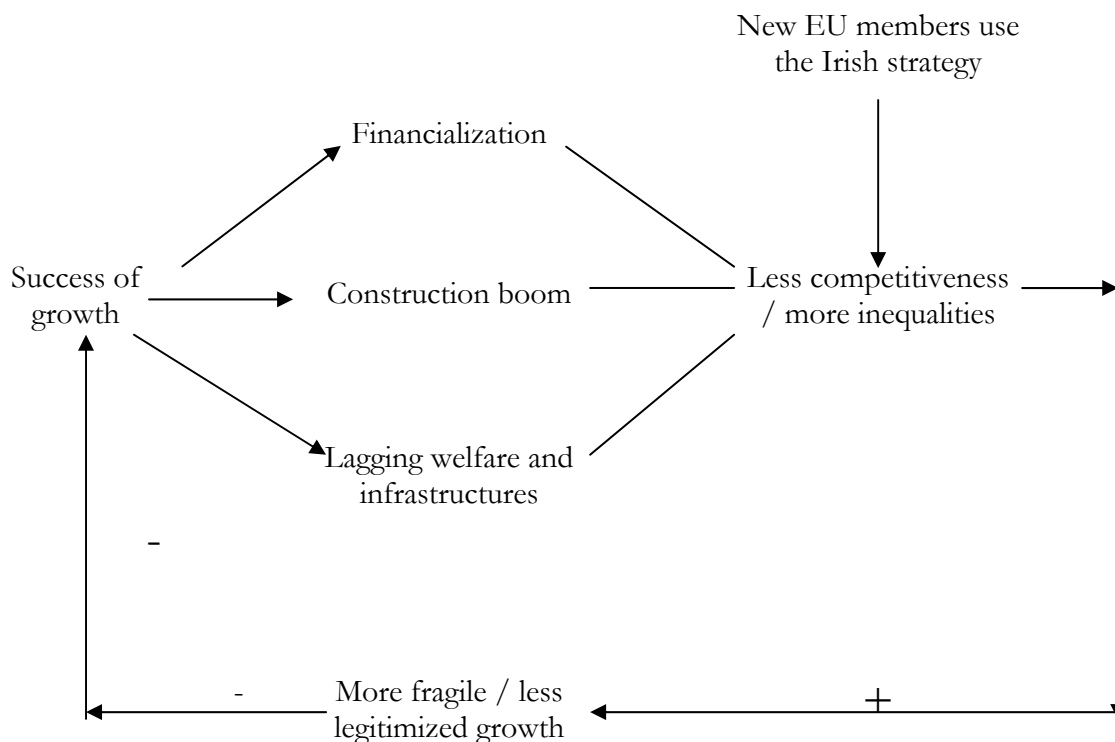 New EU members use
the Irish strategy
Financialization
Success of
growth
Construction boom
Less competitiveness
/ more inequalities
Lagging welfare and
infrastructures
-
-
More fragile / less
legitimized growth
+